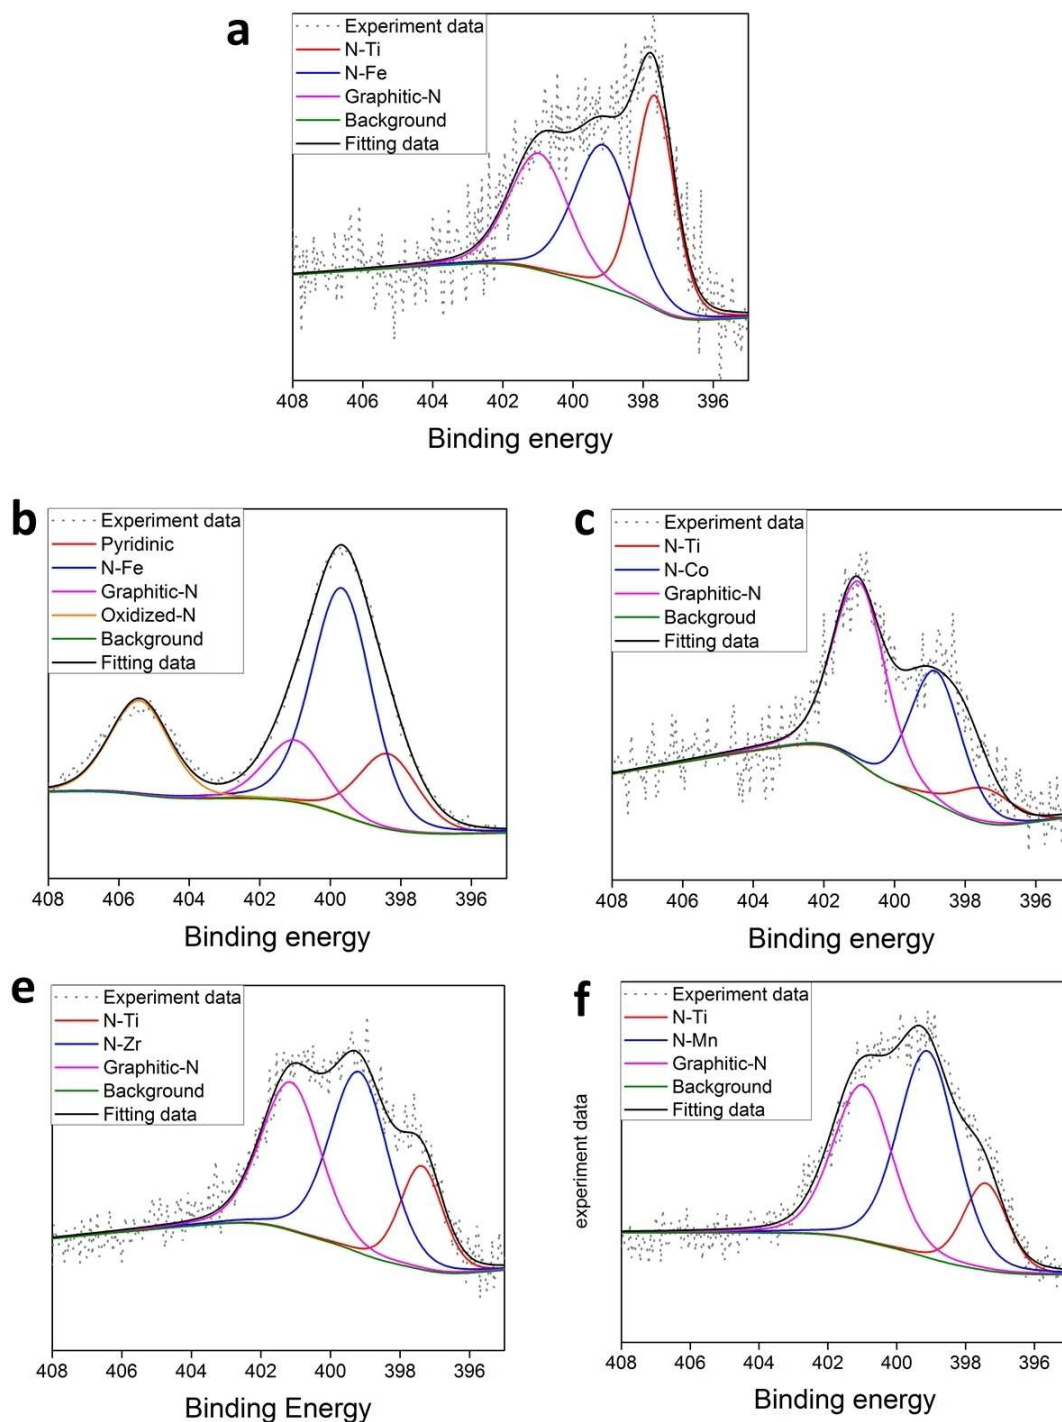 a
Experiment data
N-Ti
N-Fe
Graphitic-N
Background
Fitting data
408 406 404 402 400 398 396
Binding energy
b
Experiment data
Pyridinic
N-Fe
Graphitic-N
Oxidized-N
Background
Fitting data
408 406 404 402 400 398 396
Binding energy
c
Experiment data
N-Ti
N-Co
Graphitic-N
Backgroud
Fitting data
408 406 404 402 400 398 396
Binding energy
e
Experiment data
N-Ti
N-Zr
Graphitic-N
Background
Fitting data
408 406 404 402 400 398 396
Binding Energy
f
Experiment data
N-Ti
N-Mn
Graphitic-N
Background
Fitting data
experiment data
408 406 404 402 400 398 396
Binding energy